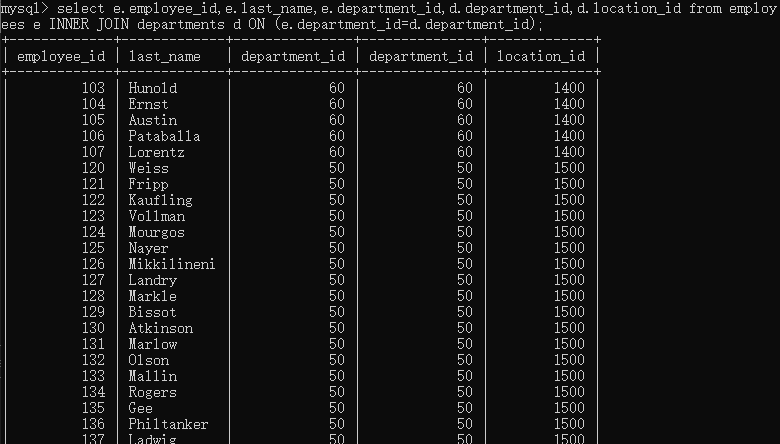 mysql> select e.employee_id,e.last_name,e.department_id,d.department_id,d.location_id from employ
ees e INNER JOIN departments d ON (e.department_id=d.department_id);
+-------------+-------------+---------------+---------------+-------------+
| employee_id | last_name   | department_id | department_id | location_id |
+-------------+-------------+---------------+---------------+-------------+
|         103 | Hunold      |            60 |            60 |        1400 |
|         104 | Ernst       |            60 |            60 |        1400 |
|         105 | Austin      |            60 |            60 |        1400 |
|         106 | Pataballa   |            60 |            60 |        1400 |
|         107 | Lorentz     |            60 |            60 |        1400 |
|         120 | Weiss       |            50 |            50 |        1500 |
|         121 | Fripp       |            50 |            50 |        1500 |
|         122 | Kaufling    |            50 |            50 |        1500 |
|         123 | Vollman     |            50 |            50 |        1500 |
|         124 | Mourgos     |            50 |            50 |        1500 |
|         125 | Nayer       |            50 |            50 |        1500 |
|         126 | Mikkilineni |            50 |            50 |        1500 |
|         127 | Landry      |            50 |            50 |        1500 |
|         128 | Markle      |            50 |            50 |        1500 |
|         129 | Bissot      |            50 |            50 |        1500 |
|         130 | Atkinson    |            50 |            50 |        1500 |
|         131 | Marlow      |            50 |            50 |        1500 |
|         132 | Olson       |            50 |            50 |        1500 |
|         133 | Mallin      |            50 |            50 |        1500 |
|         134 | Rogers      |            50 |            50 |        1500 |
|         135 | Gee         |            50 |            50 |        1500 |
|         136 | Philtanker  |            50 |            50 |        1500 |
|         137 | Ladwig      |            50 |            50 |        1500 |